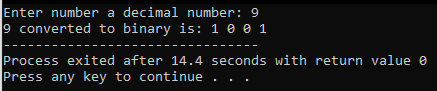 Enter number a decimal number: 9
9 converted to binary is: 1 0 0 1
--------------------------------
Process exited after 14.4 seconds with return value 0
Press any key to continue . . .